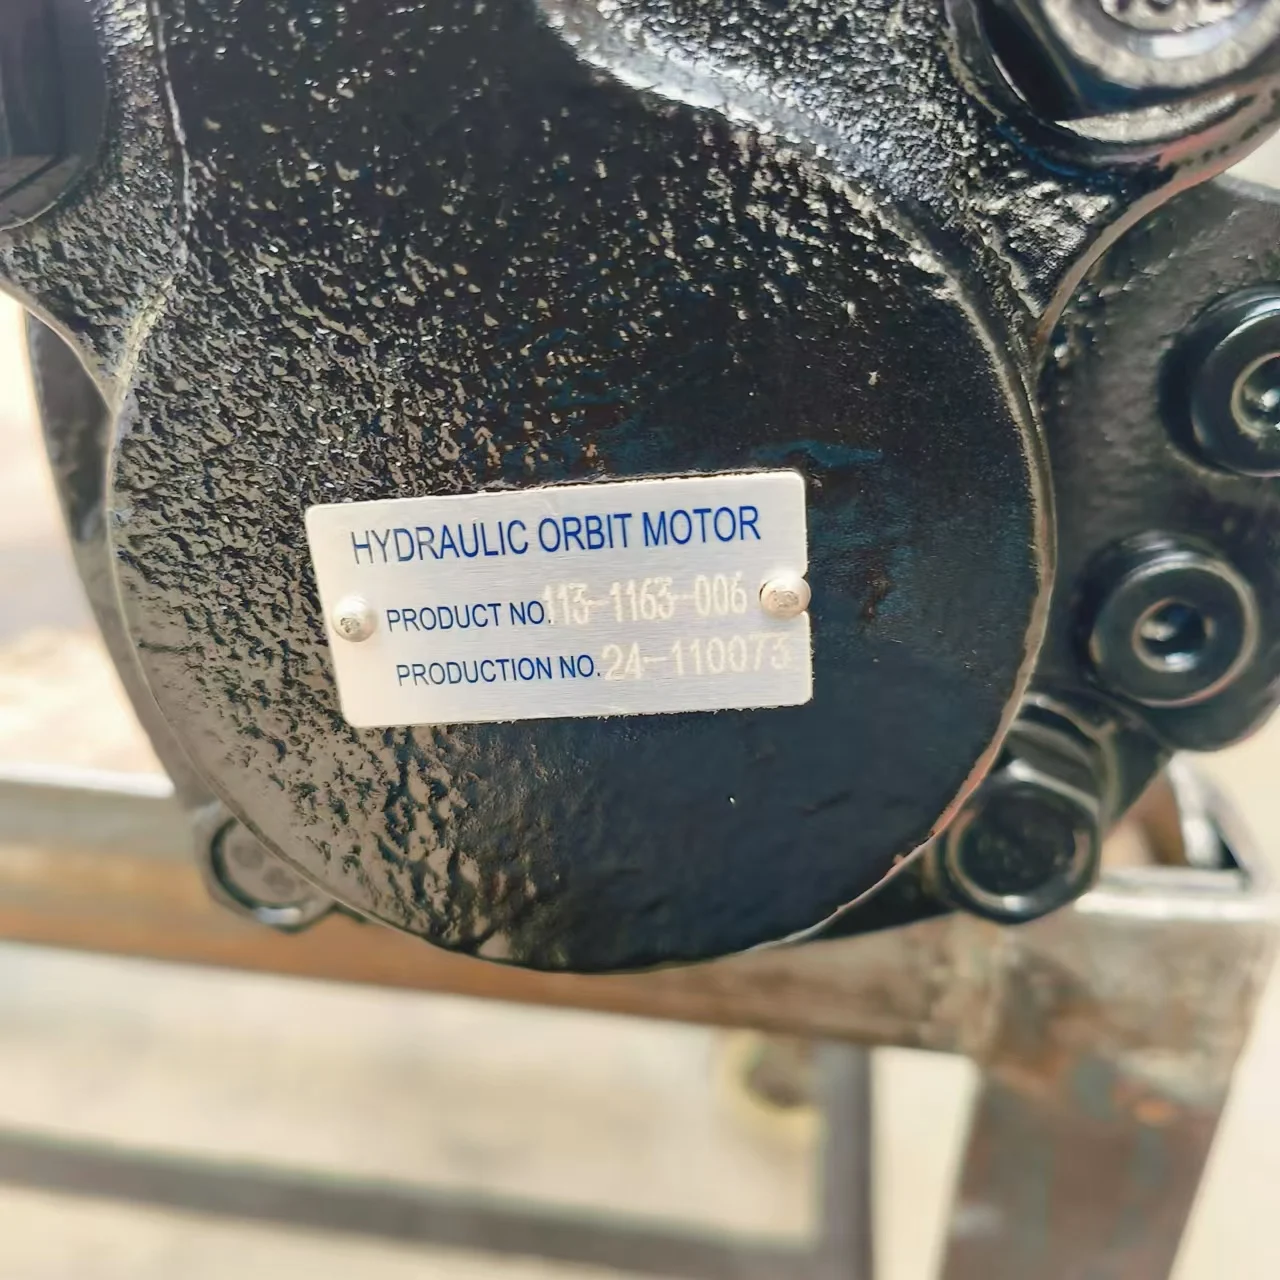 HYDRAULIC ORBIT MOTOR
PRODUCT NO.113-1163-006
PRODUCTION NO.24-110073